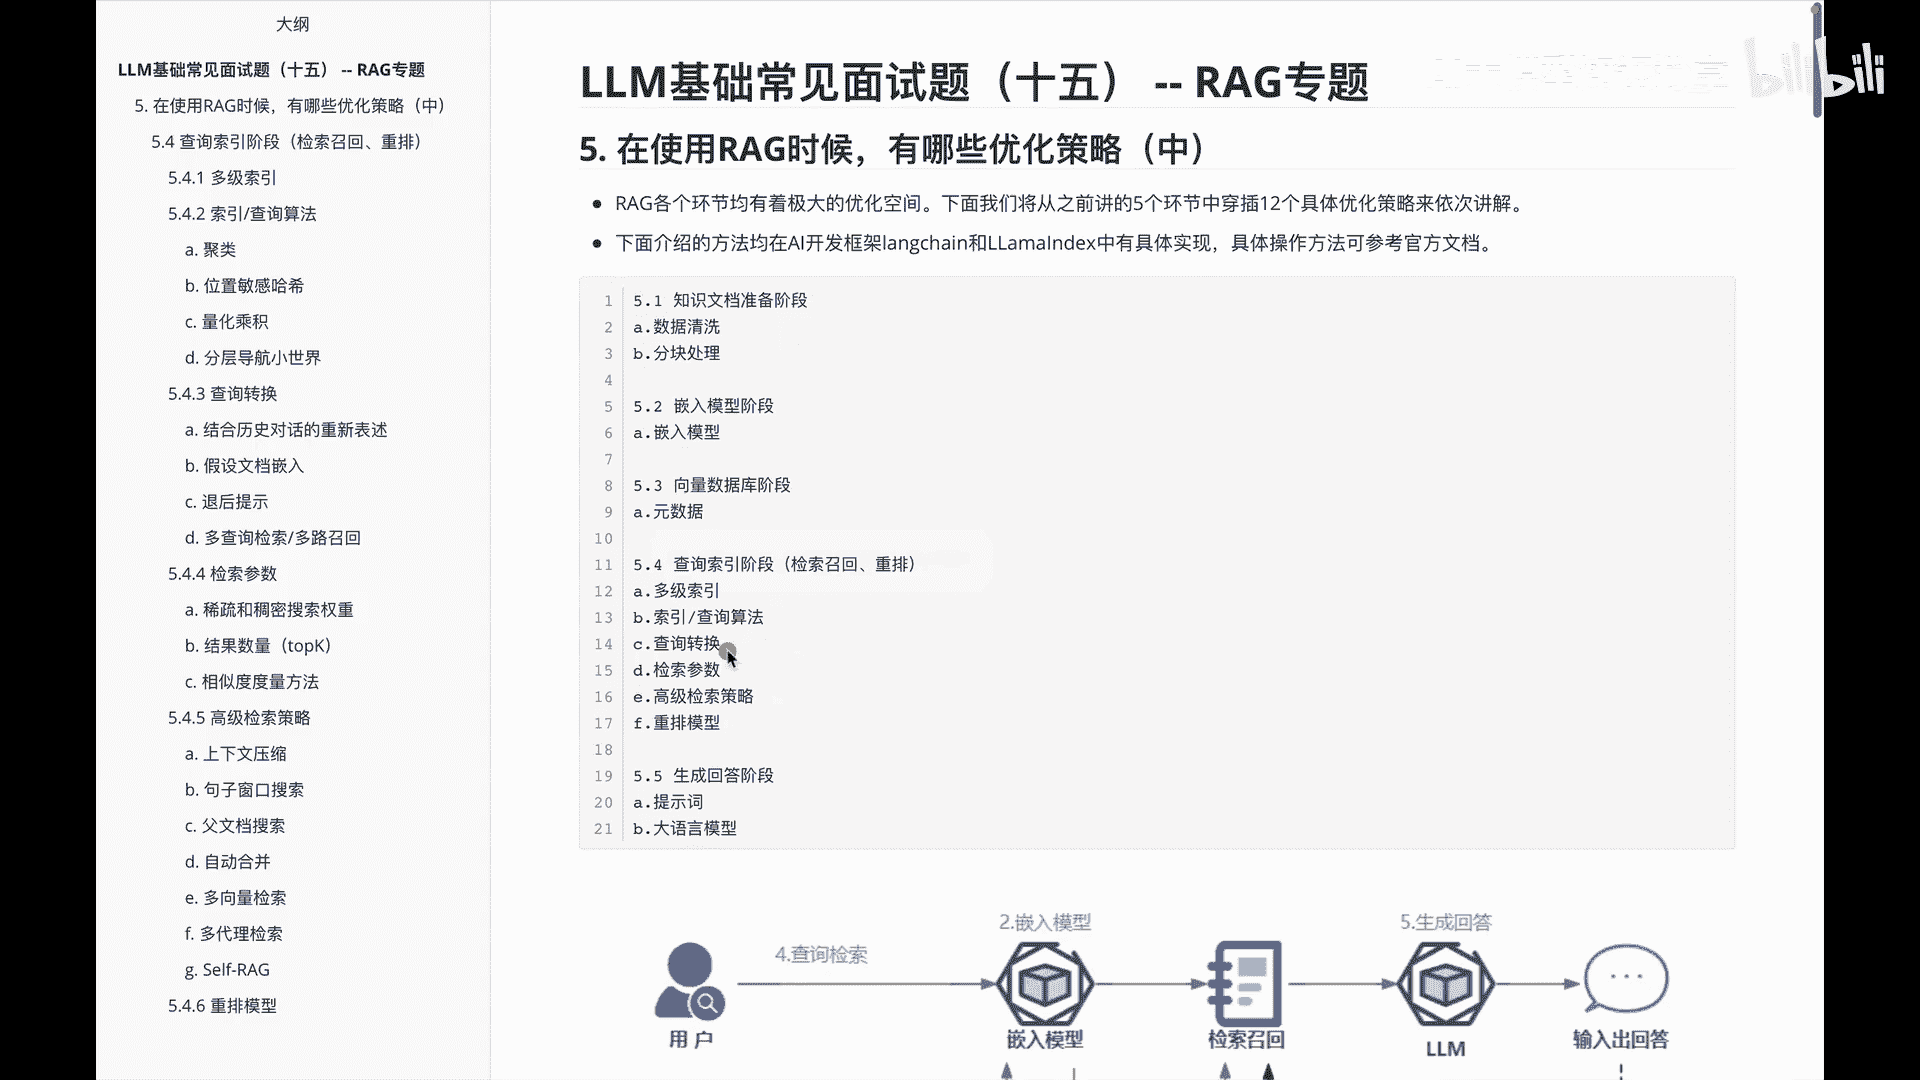 大纲
LLM基础常见面试题（十五） -- RAG专题
5. 在使用RAG时候，有哪些优化策略（中）
5.4 查询索引阶段（检索召回、重排）
5.4.1 多级索引
5.4.2 索引/查询算法
a. 聚类
b. 位置敏感哈希
c. 量化乘积
d. 分层导航小世界
5.4.3 查询转换
a. 结合历史对话的重新表述
b. 假设文档嵌入
c. 退后提示
d. 多查询检索/多路召回
5.4.4 检索参数
a. 稀疏和稠密搜索权重
b. 结果数量（topK）
c. 相似度度量方法
5.4.5 高级检索策略
a. 上下文压缩
b. 句子窗口搜索
c. 父文档搜索
d. 自动合并
e. 多向量检索
f. 多代理检索
g. Self-RAG
5.4.6 重排模型
LLM基础常见面试题（十五） -- RAG专题
5. 在使用RAG时候，有哪些优化策略（中）
RAG各个环节均有着极大的优化空间。下面我们将从之前讲的5个环节中穿插12个具体优化策略来依次讲解。
下面介绍的方法均在AI开发框架langchain和LLamaIndex中有具体实现，具体操作方法可参考官方文档。
1 5.1 知识文档准备阶段
2 a.数据清洗
3 b.分块处理
4
5 5.2 嵌入模型阶段
6 a.嵌入模型
7
8 5.3 向量数据库阶段
9 a.元数据
10
11 5.4 查询索引阶段（检索召回、重排）
12 a.多级索引
13 b.索引/查询算法
14 c.查询转换
15 d.检索参数
16 e.高级检索策略
17 f.重排模型
18
19 5.5 生成回答阶段
20 a.提示词
21 b.大语言模型
2.嵌入模型
5.生成回答
4.查询检索
用户
嵌入模型
检索召回
LLM
输入出回答
bilibili